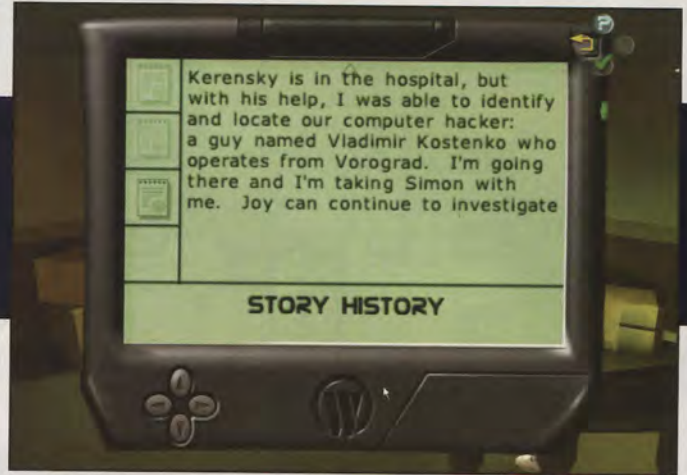 Kerensky is in the hospital, but
with his help, I was able to identify
and locate our computer hacker:
a guy named Vladimir Kostenko who
operates from Vorograd. I'm going
there and I'm taking Simon with
me. Joy can continue to investigate
STORY HISTORY
W
?